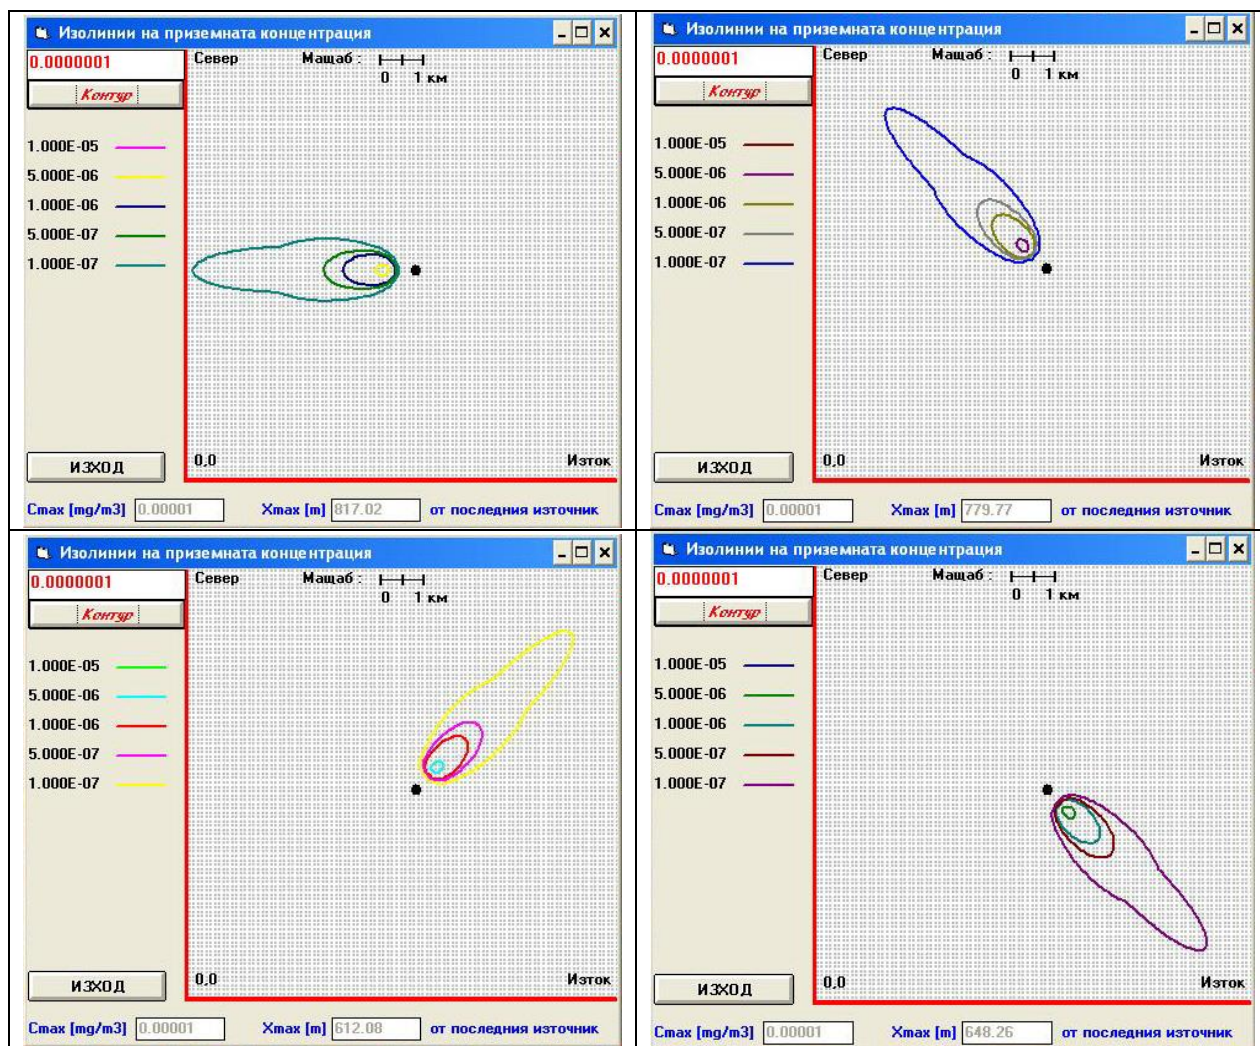 Изолинии на приземната концентрация
0.0000001
Север Мащаб :
0 1 км
Контур
1.000E-05
5.000E-06
1.000E-06
5.000E-07
1.000E-07
ИЗХОД
0,0 Изток
Cmax [mg/m3] 0.00001 Xmax [m] 817.02 от последния източник
Изолинии на приземната концентрация
0.0000001
Север Мащаб :
0 1 км
Контур
1.000E-05
5.000E-06
1.000E-06
5.000E-07
1.000E-07
ИЗХОД
0,0 Изток
Cmax [mg/m3] 0.00001 Xmax [m] 779.77 от последния източник
Изолинии на приземната концентрация
0.0000001
Север Мащаб :
0 1 км
Контур
1.000E-05
5.000E-06
1.000E-06
5.000E-07
1.000E-07
ИЗХОД
0,0 Изток
Cmax [mg/m3] 0.00001 Xmax [m] 612.08 от последния източник
Изолинии на приземната концентрация
0.0000001
Север Мащаб :
0 1 км
Контур
1.000E-05
5.000E-06
1.000E-06
5.000E-07
1.000E-07
ИЗХОД
0,0 Изток
Cmax [mg/m3] 0.00001 Xmax [m] 648.26 от последния източник